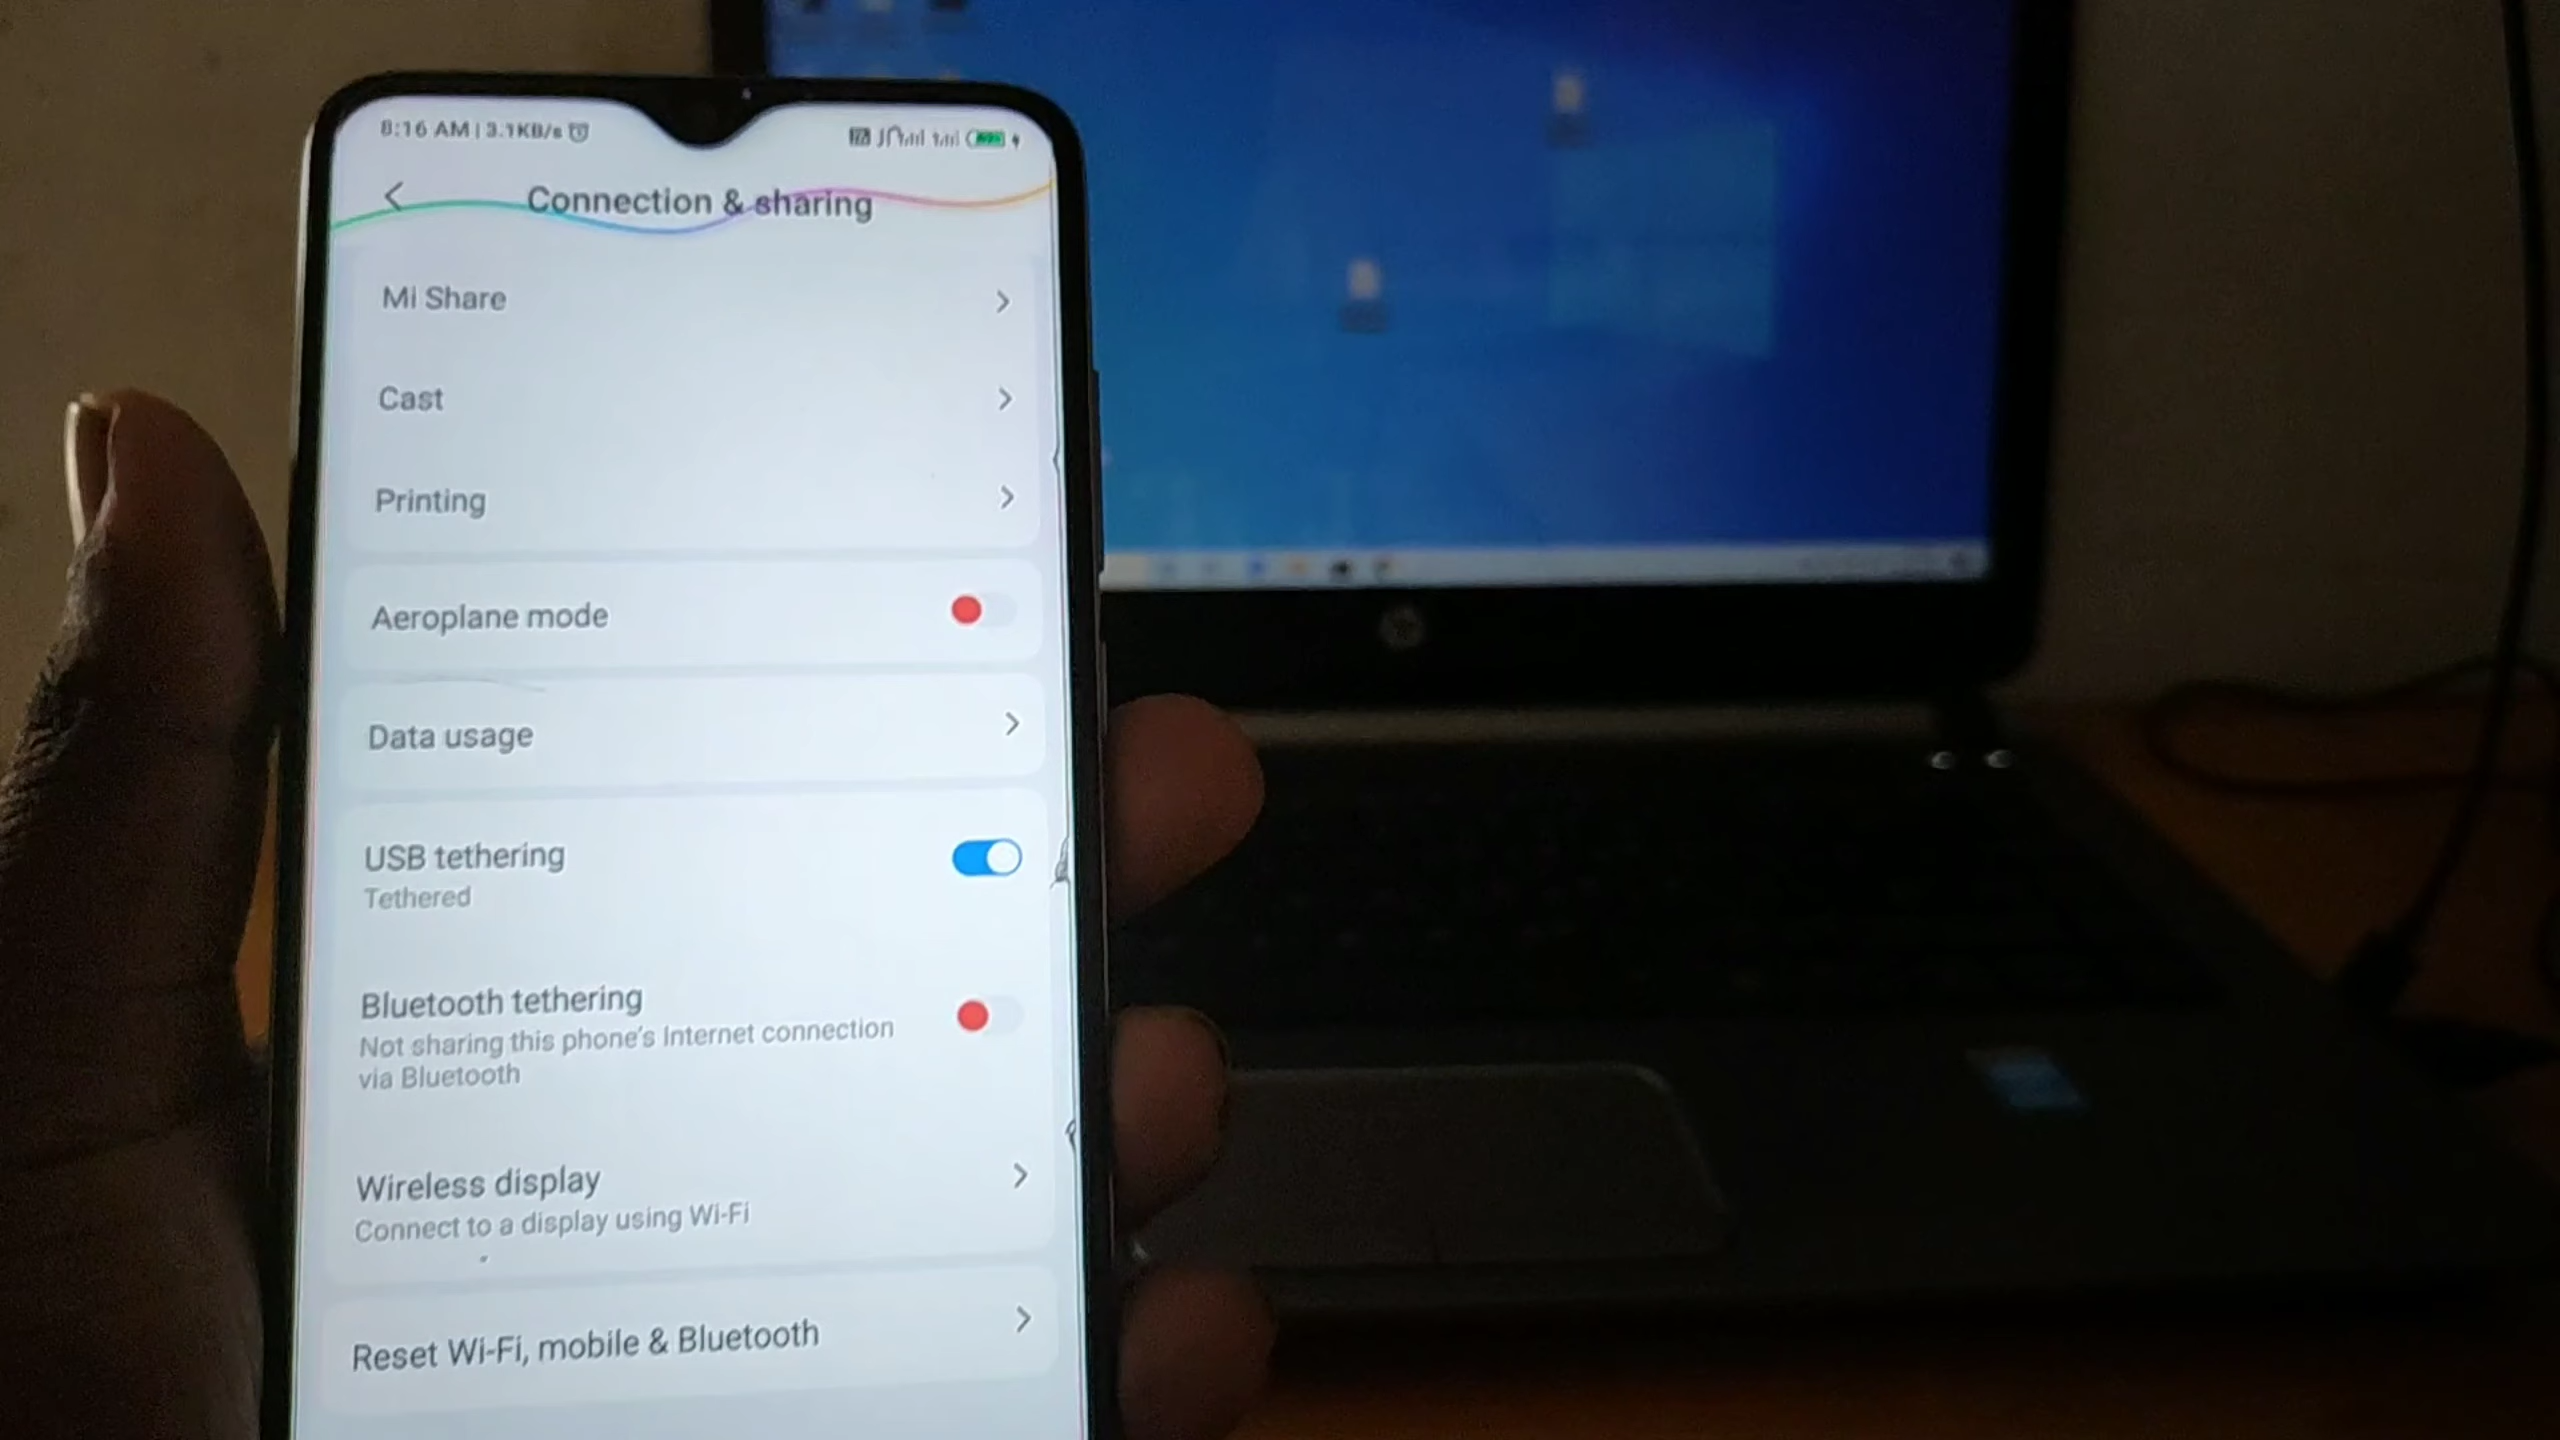 8:16 AM | 3.1KB/s
Connection & sharing
Mi Share
Cast
Printing
Aeroplane mode
Data usage
USB tethering
Tethered
Bluetooth tethering
Not sharing this phone's Internet connection
via Bluetooth
Wireless display
Connect to a display using Wi-Fi
Reset Wi-Fi, mobile & Bluetooth
hp